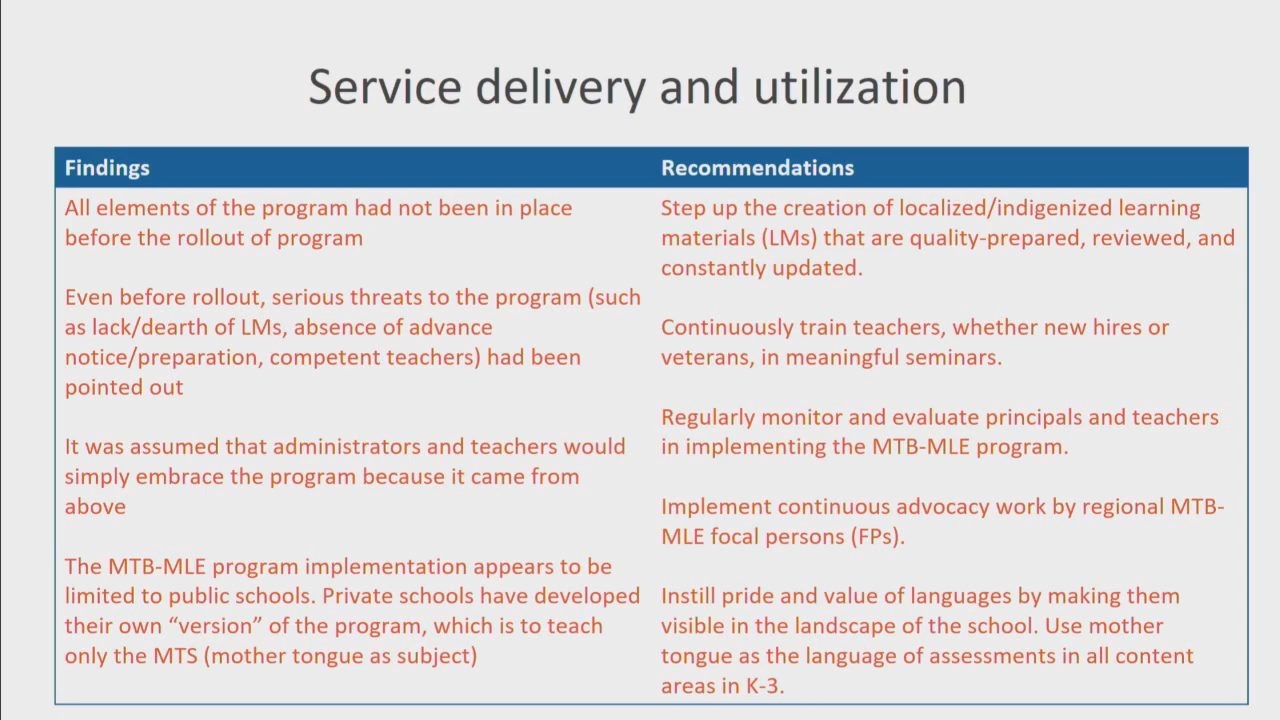 Service delivery and utilization
Findings
All elements of the program had not been in place
before the rollout of program
Even before rollout, serious threats to the program (such
as lack/dearth of LMs, absence of advance
notice/preparation, competent teachers) had been
pointed out
It was assumed that administrators and teachers would
simply embrace the program because it came from
above
The MTB-MLE program implementation appears to be
limited to public schools. Private schools have developed
their own “version” of the program, which is to teach
only the MTS (mother tongue as subject)
Recommendations
Step up the creation of localized/indigenized learning
materials (LMs) that are quality-prepared, reviewed, and
constantly updated.
Continuously train teachers, whether new hires or
veterans, in meaningful seminars.
Regularly monitor and evaluate principals and teachers
in implementing the MTB-MLE program.
Implement continuous advocacy work by regional MTB-
MLE focal persons (FPs).
Instill pride and value of languages by making them
visible in the landscape of the school. Use mother
tongue as the language of assessments in all content
areas in K-3.